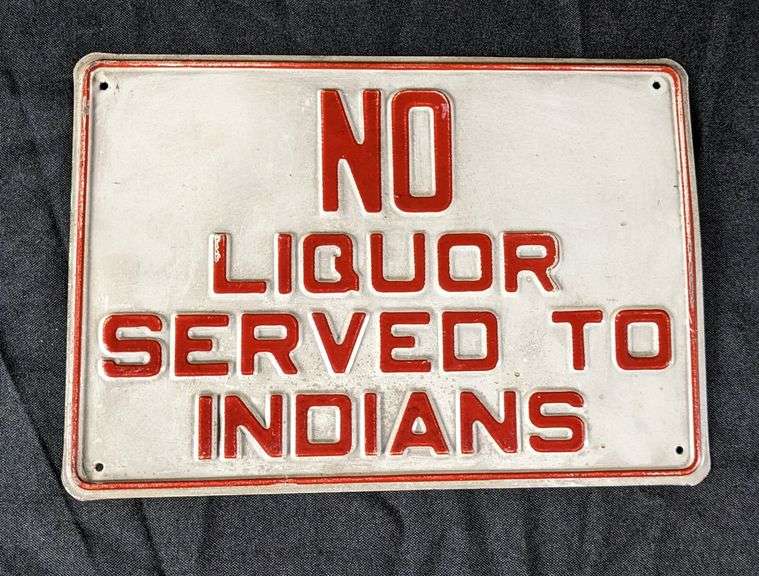 NO
LIQUOR
SERVED TO
INDIANS